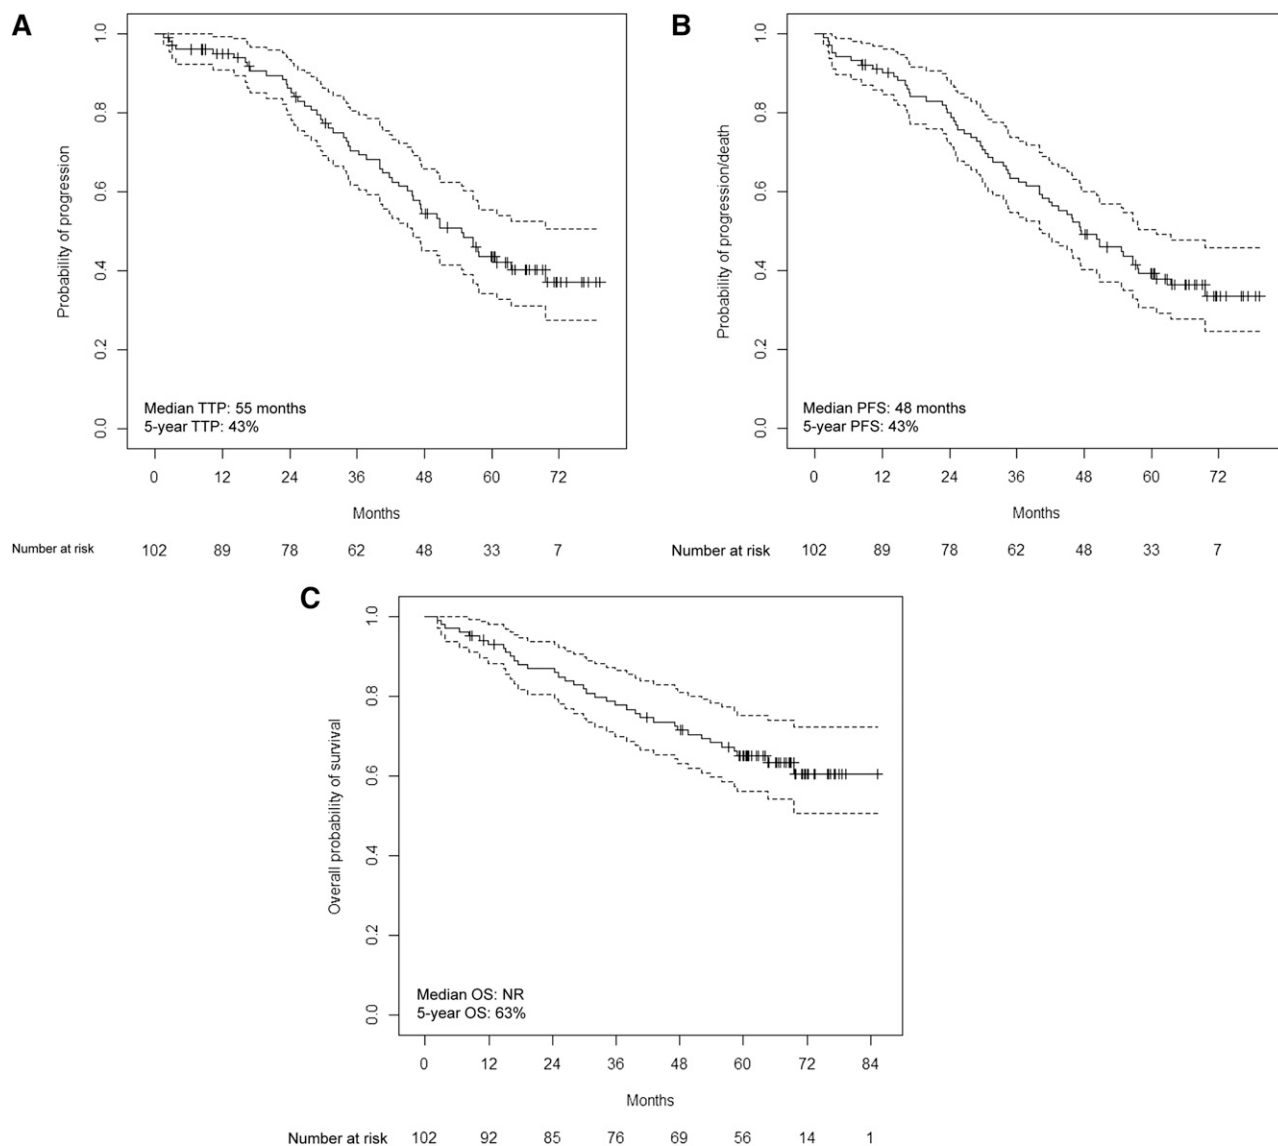 A
Probability of progression
1.0
0.8
0.6
0.4
0.2
0.0
Median TTP: 55 months
5-year TTP: 43%
0 12 24 36 48 60 72
Months
Number at risk 102 89 78 62 48 33 7
B
Probability of progression/death
1.0
0.8
0.6
0.4
0.2
0.0
Median PFS: 48 months
5-year PFS: 43%
0 12 24 36 48 60 72
Months
Number at risk 102 89 78 62 48 33 7
C
Overall probability of survival
1.0
0.8
0.6
0.4
0.2
0.0
Median OS: NR
5-year OS: 63%
0 12 24 36 48 60 72 84
Months
Number at risk 102 92 85 76 69 56 14 1